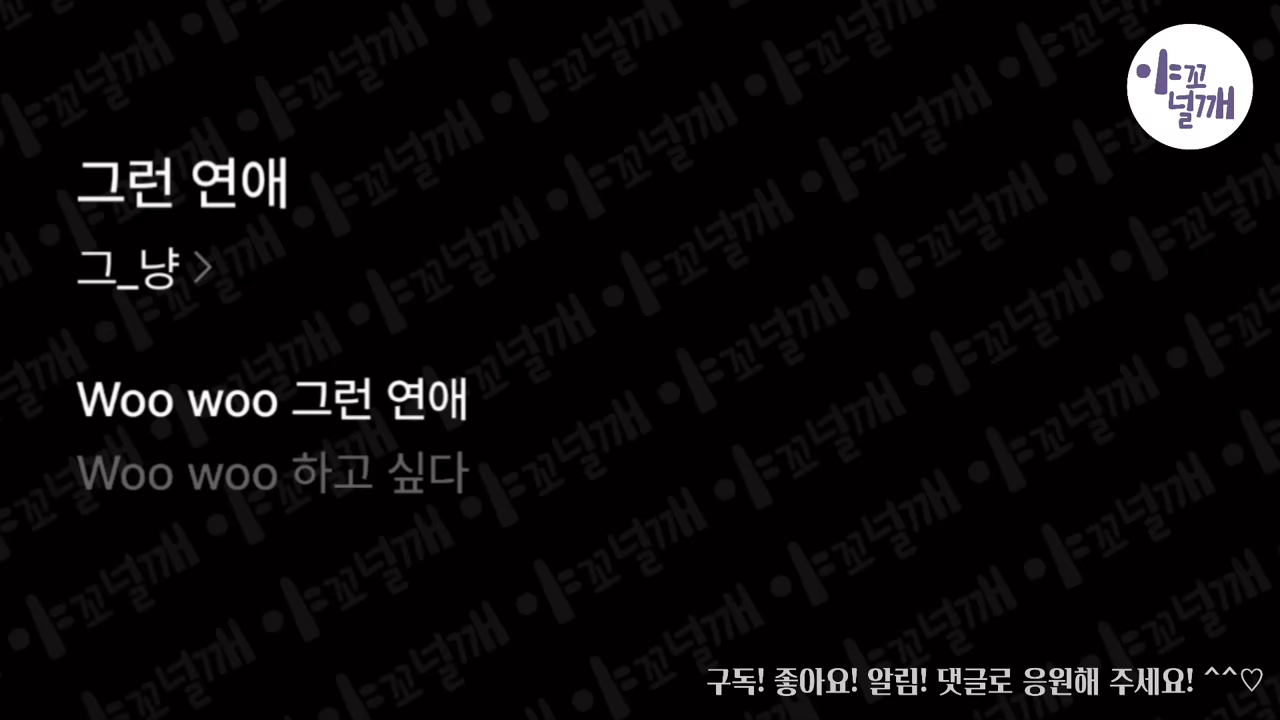 야꼬
널깨
그런 연애
그_냥 >
Woo woo 그런 연애
Woo woo 하고 싶다
구독! 좋아요! 알림! 댓글로 응원해 주세요! ^^♡